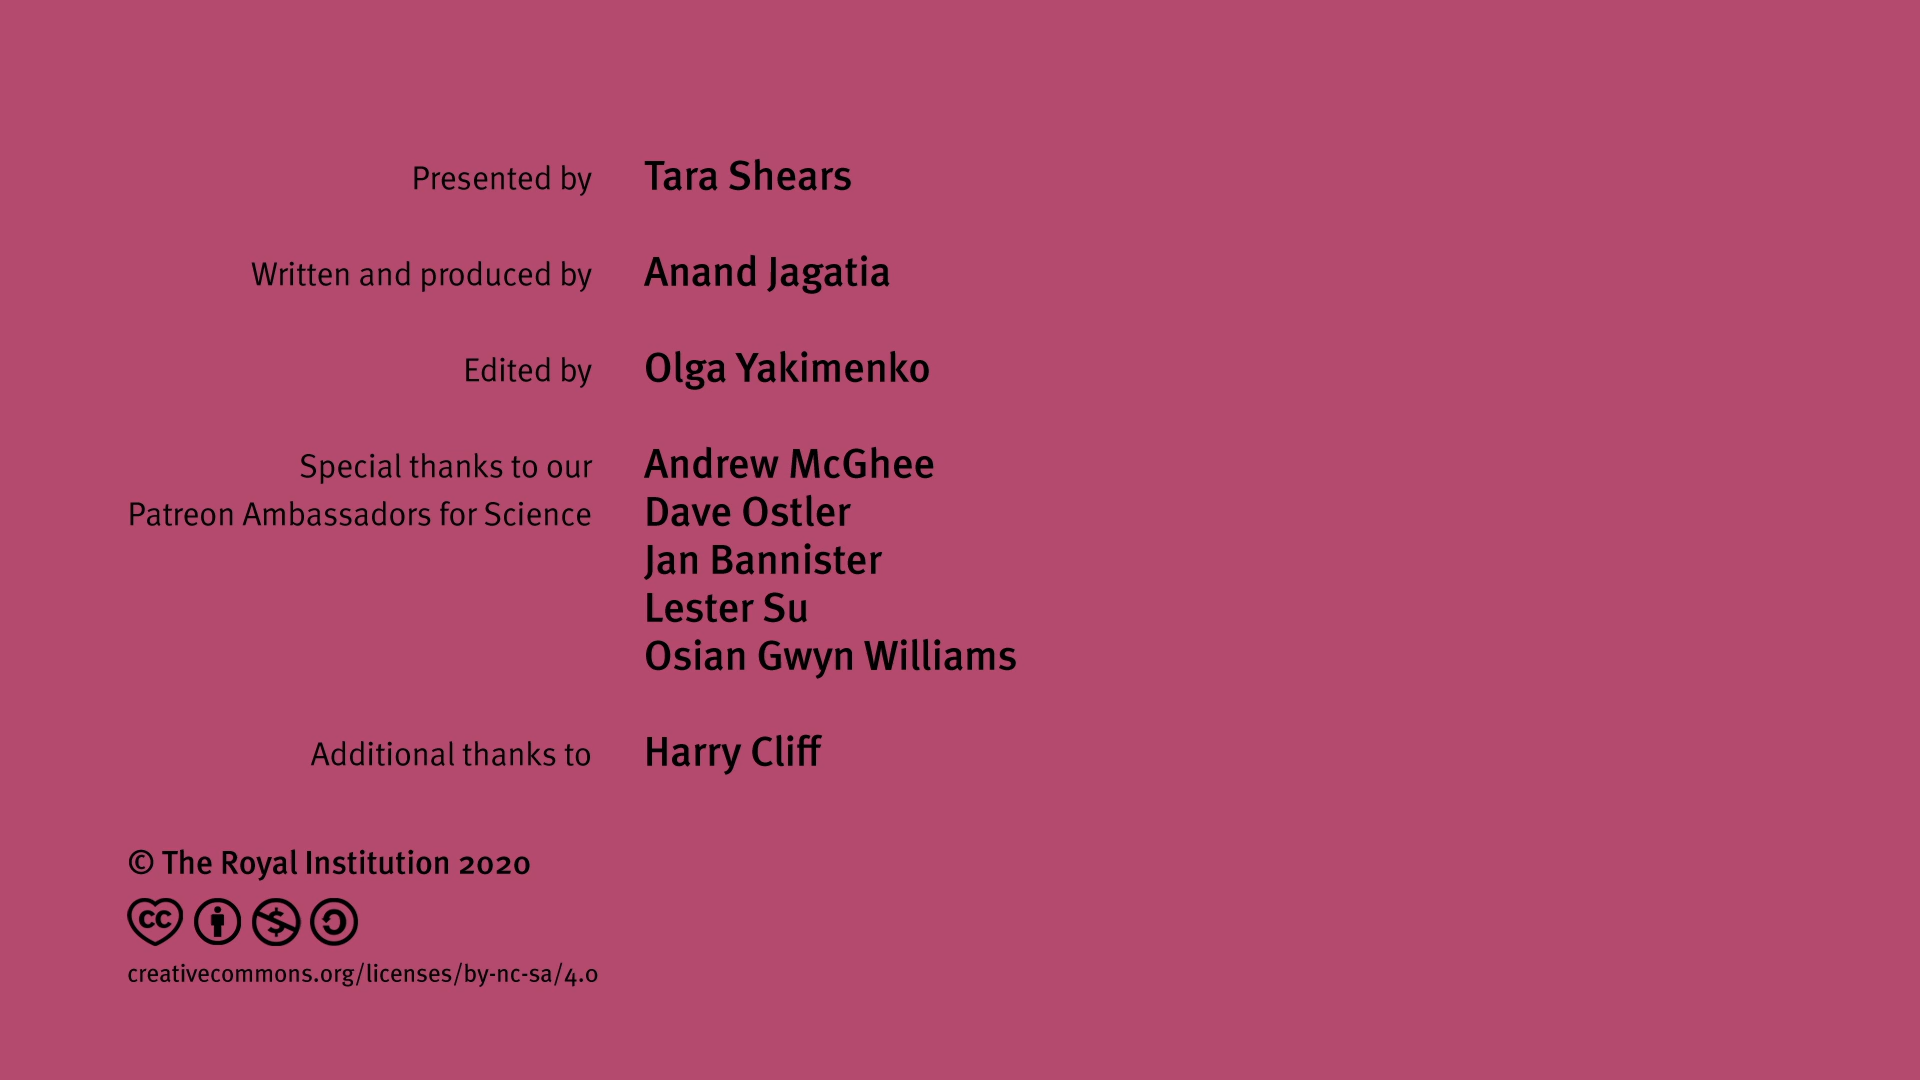 Presented by Tara Shears
Written and produced by Anand Jagatia
Edited by Olga Yakimenko
Special thanks to our Andrew McGhee
Patreon Ambassadors for Science Dave Ostler
Jan Bannister
Lester Su
Osian Gwyn Williams
Additional thanks to Harry Cliff
© The Royal Institution 2020
creativecommons.org/licenses/by-nc-sa/4.0